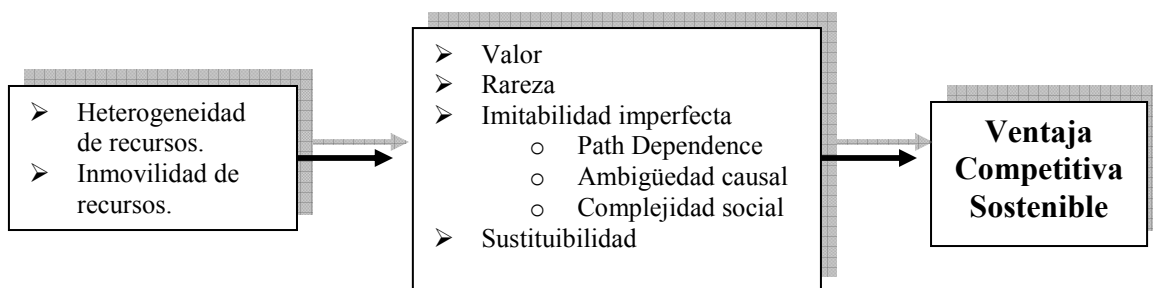 ➢ Heterogeneidad
de recursos.
➢ Inmovilidad de
recursos.
➢ Valor
➢ Rareza
➢ Imitabilidad imperfecta
o Path Dependence
o Ambigüedad causal
o Complejidad social
➢ Sustituibilidad
Ventaja
Competitiva
Sostenible